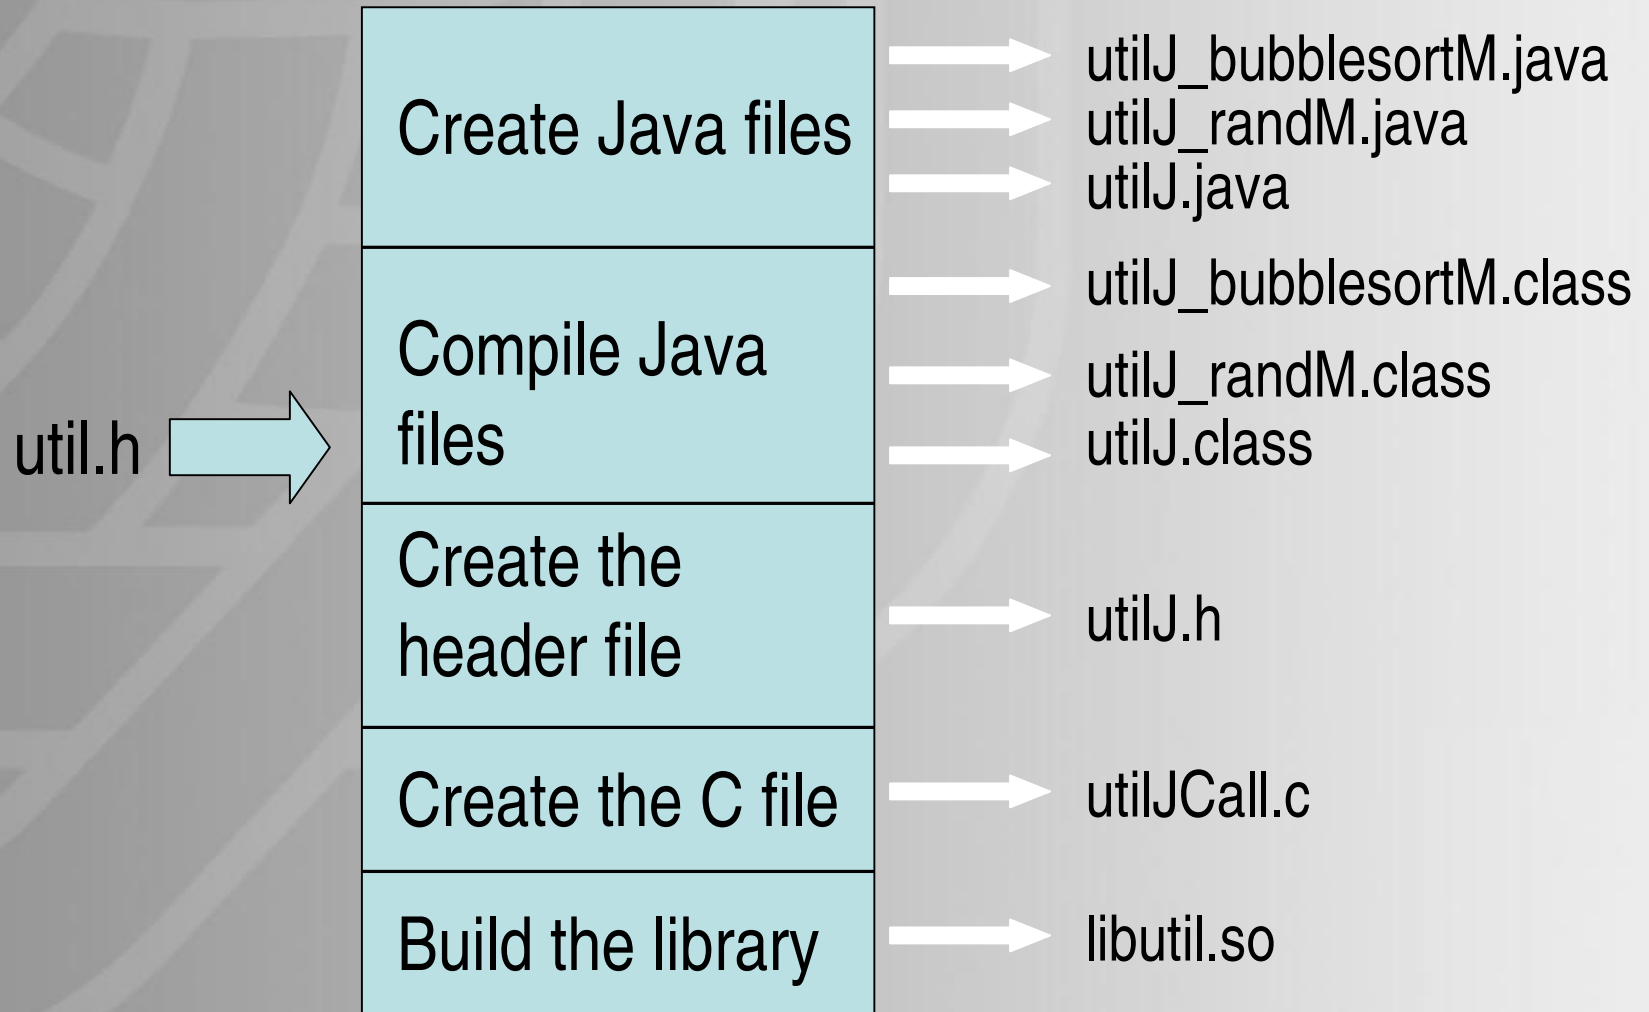 util.h
Create Java files
utilJ_bubblesortM.java
utilJ_randM.java
utilJ.java
Compile Java
files
utilJ_bubblesortM.class
utilJ_randM.class
utilJ.class
Create the
header file
utilJ.h
Create the C file
utilJCall.c
Build the library
libutil.so